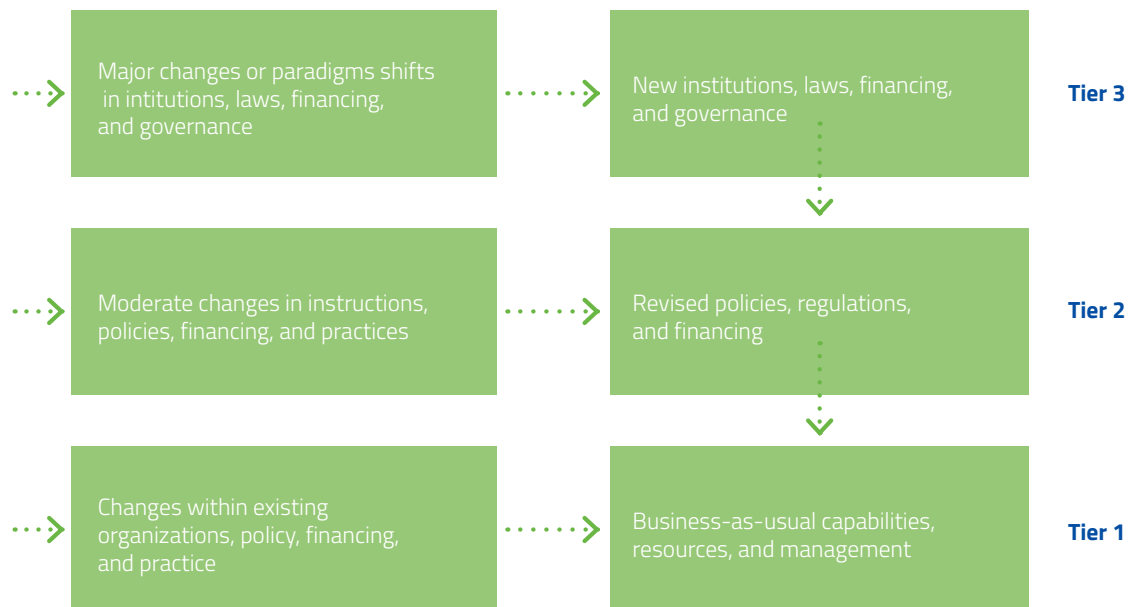 Major changes or paradigms shifts
in intitutions, laws, financing,
and governance
New institutions, laws, financing,
and governance
Tier 3
Moderate changes in instructions,
policies, financing, and practices
Revised policies, regulations,
and financing
Tier 2
Changes within existing
organizations, policy, financing,
and practice
Business-as-usual capabilities,
resources, and management
Tier 1